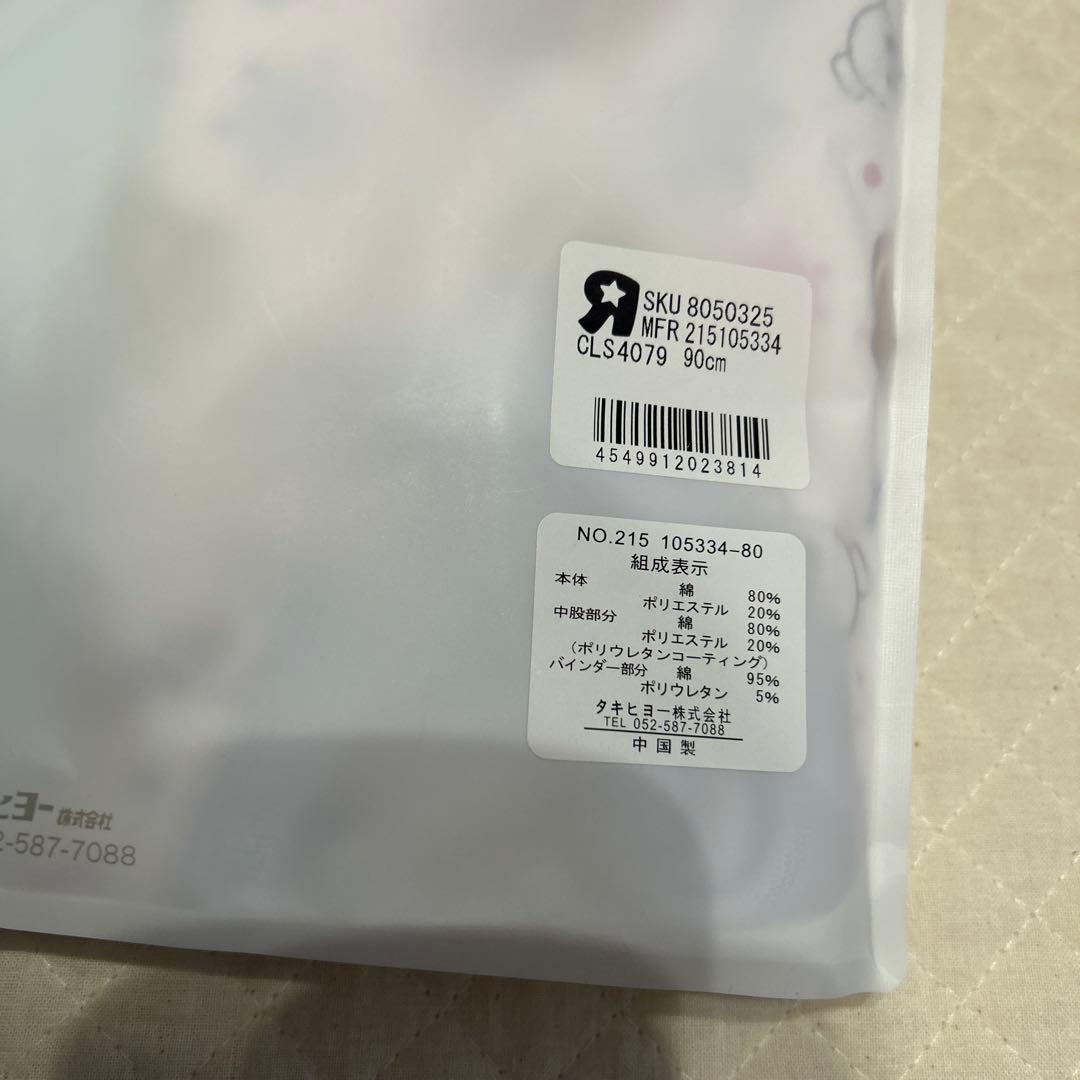 SKU 8050325
MFR 215105334
CLS4079 90cm
4549912023814
NO.215 105334-80
組成表示
本体 綿 80%
ポリエステル 20%
中股部分 綿 80%
ポリエステル 20%
(ポリウレタンコーティング)
バインダー部分 綿 95%
ポリウレタン 5%
タキヒヨー株式会社
TEL 052-587-7088
中国製
ヒヨー株式会社
2-587-7088